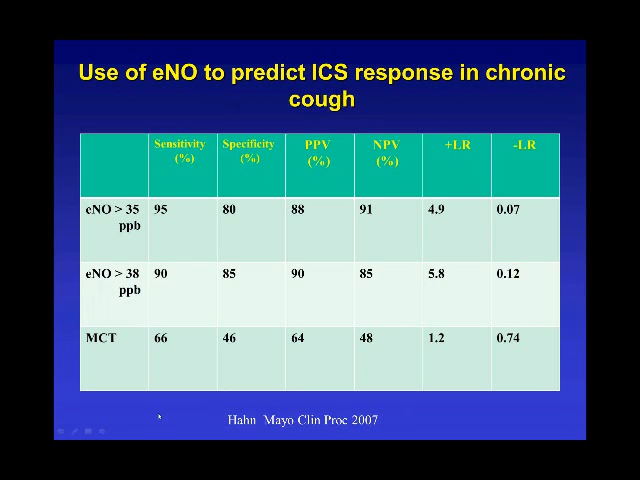 Use of eNO to predict ICS response in chronic
cough
Sensitivity (%) Specificity (%) PPV (%) NPV (%) +LR -LR
eNO > 35 ppb 95 80 88 91 4.9 0.07
eNO > 38 ppb 90 85 90 85 5.8 0.12
MCT 66 46 64 48 1.2 0.74
Hahn Mayo Clin Proc 2007